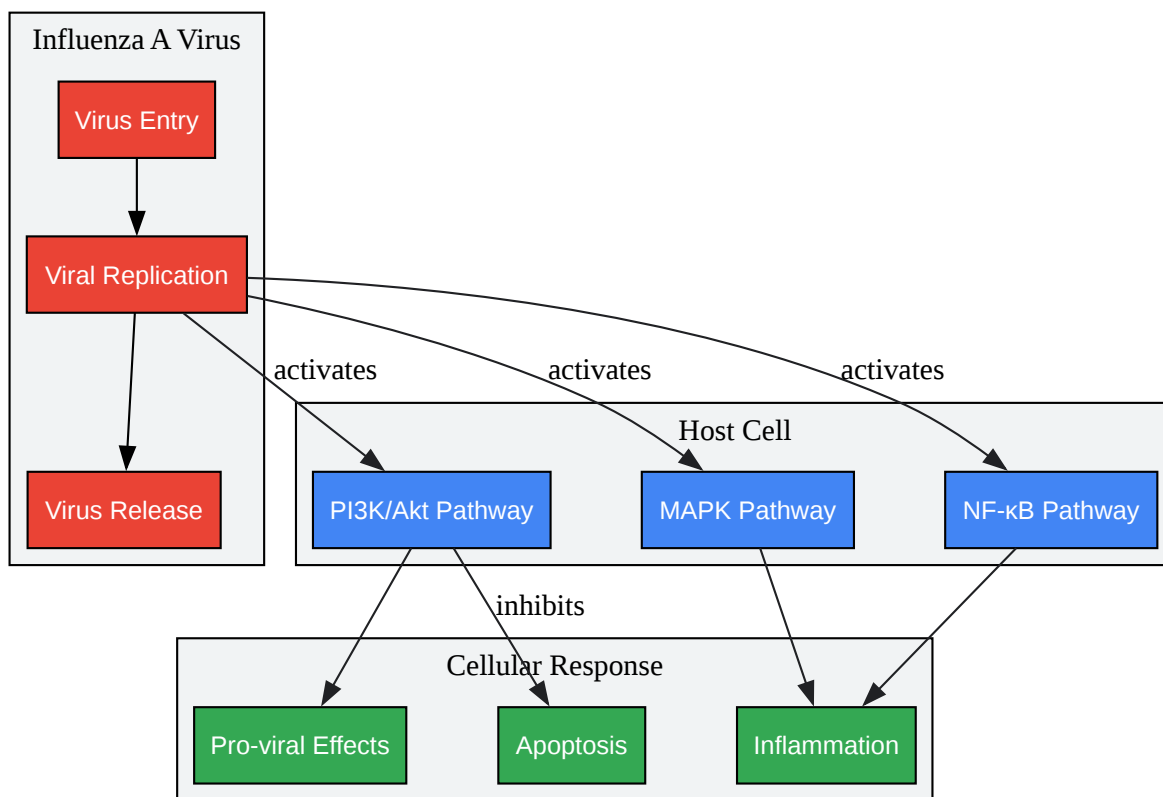 Influenza A Virus
Virus Entry
Viral Replication
activates
activates
activates
Host Cell
Virus Release
PI3K/Akt Pathway
MAPK Pathway
NF-κB Pathway
inhibits
Cellular Response
Pro-viral Effects
Apoptosis
Inflammation